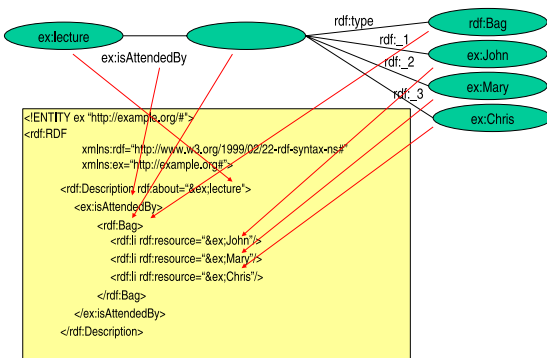 rdf:type
rdf:Bag
ex:lecture
rdf:_1
ex:John
ex:isAttendedBy
rdf:_2
ex:Mary
rdf:_3
ex:Chris
<!ENTITY ex “http://example.org/#“>
<rdf:RDF
xmlns:rdf=“http://www.w3.org/1999/02/22-rdf-syntax-ns#“
xmlns:ex=“http://example.org#“>
<rdf:Description rdf:about=“&ex;lecture“>
<ex:isAttendedBy>
<rdf:Bag>
<rdf:li rdf:resource=“&ex;John“/>
<rdf:li rdf:resource=“&ex;Mary“/>
<rdf:li rdf:resource=“&ex;Chris“/>
</rdf:Bag>
</ex:isAttendedBy>
</rdf:Description>